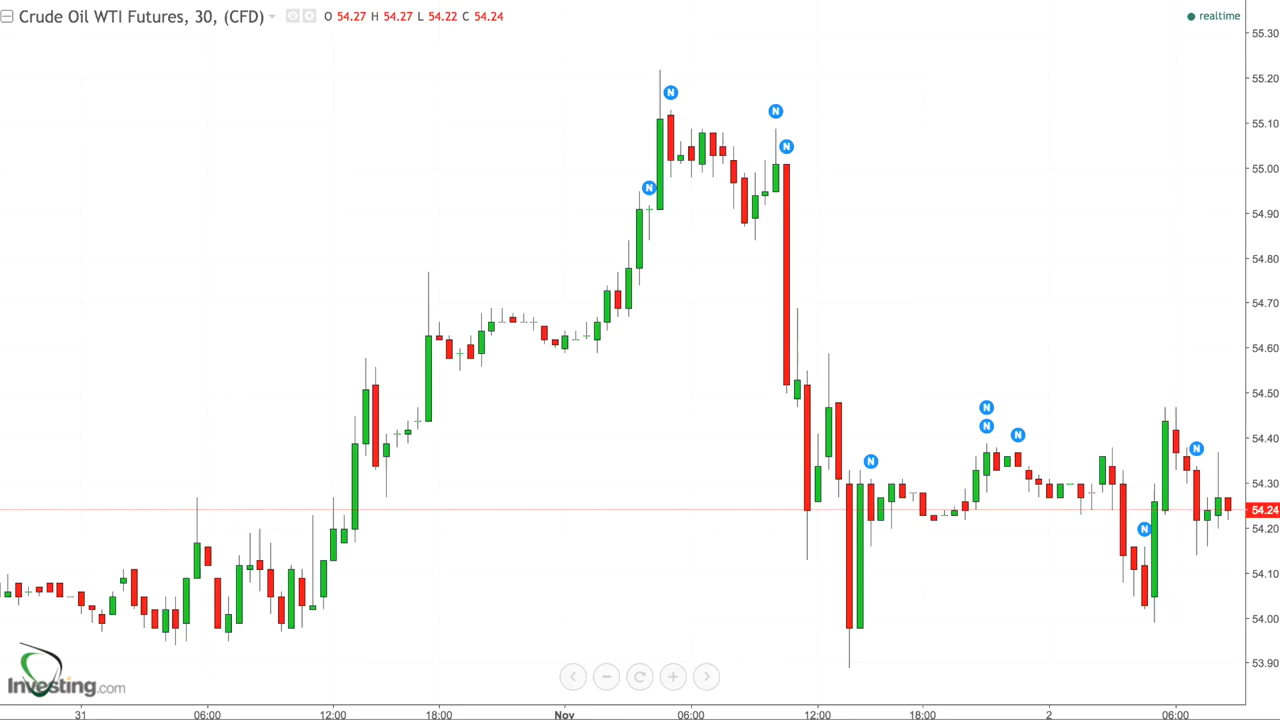 Crude Oil WTI Futures, 30, (CFD) O 54.27 H 54.27 L 54.22 C 54.24
realtime
55.30
55.20
N
55.10
N
N
55.00
N
54.90
54.80
54.70
54.60
54.50
N
N
54.40
N
N
N
54.30
54.24
54.20
N
54.10
54.00
53.90
Investing.com
31 06:00 12:00 18:00 Nov 06:00 12:00 18:00 2 06:00